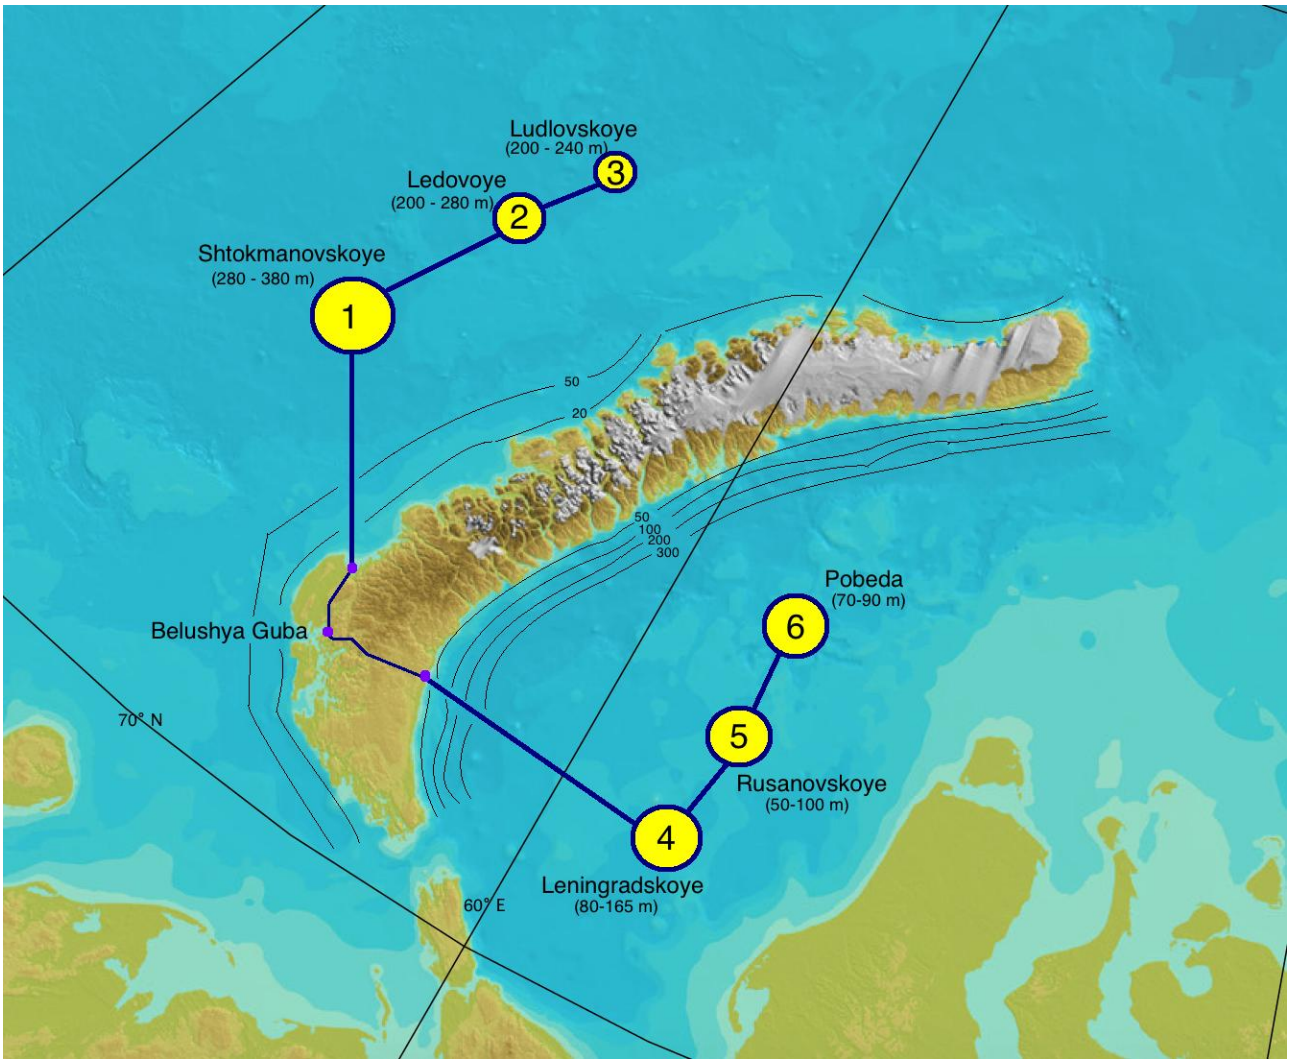 Ludlovskoye
(200 - 240 m)
3
Ledovoye
(200 - 280 m)
2
Shtokmanovskoye
(280 - 380 m)
1
50
20
50
100
200
300
Pobeda
(70-90 m)
6
Belushya Guba
70° N
5
Rusanovskoye
(50-100 m)
4
Leningradskoye
(80-165 m)
60° E